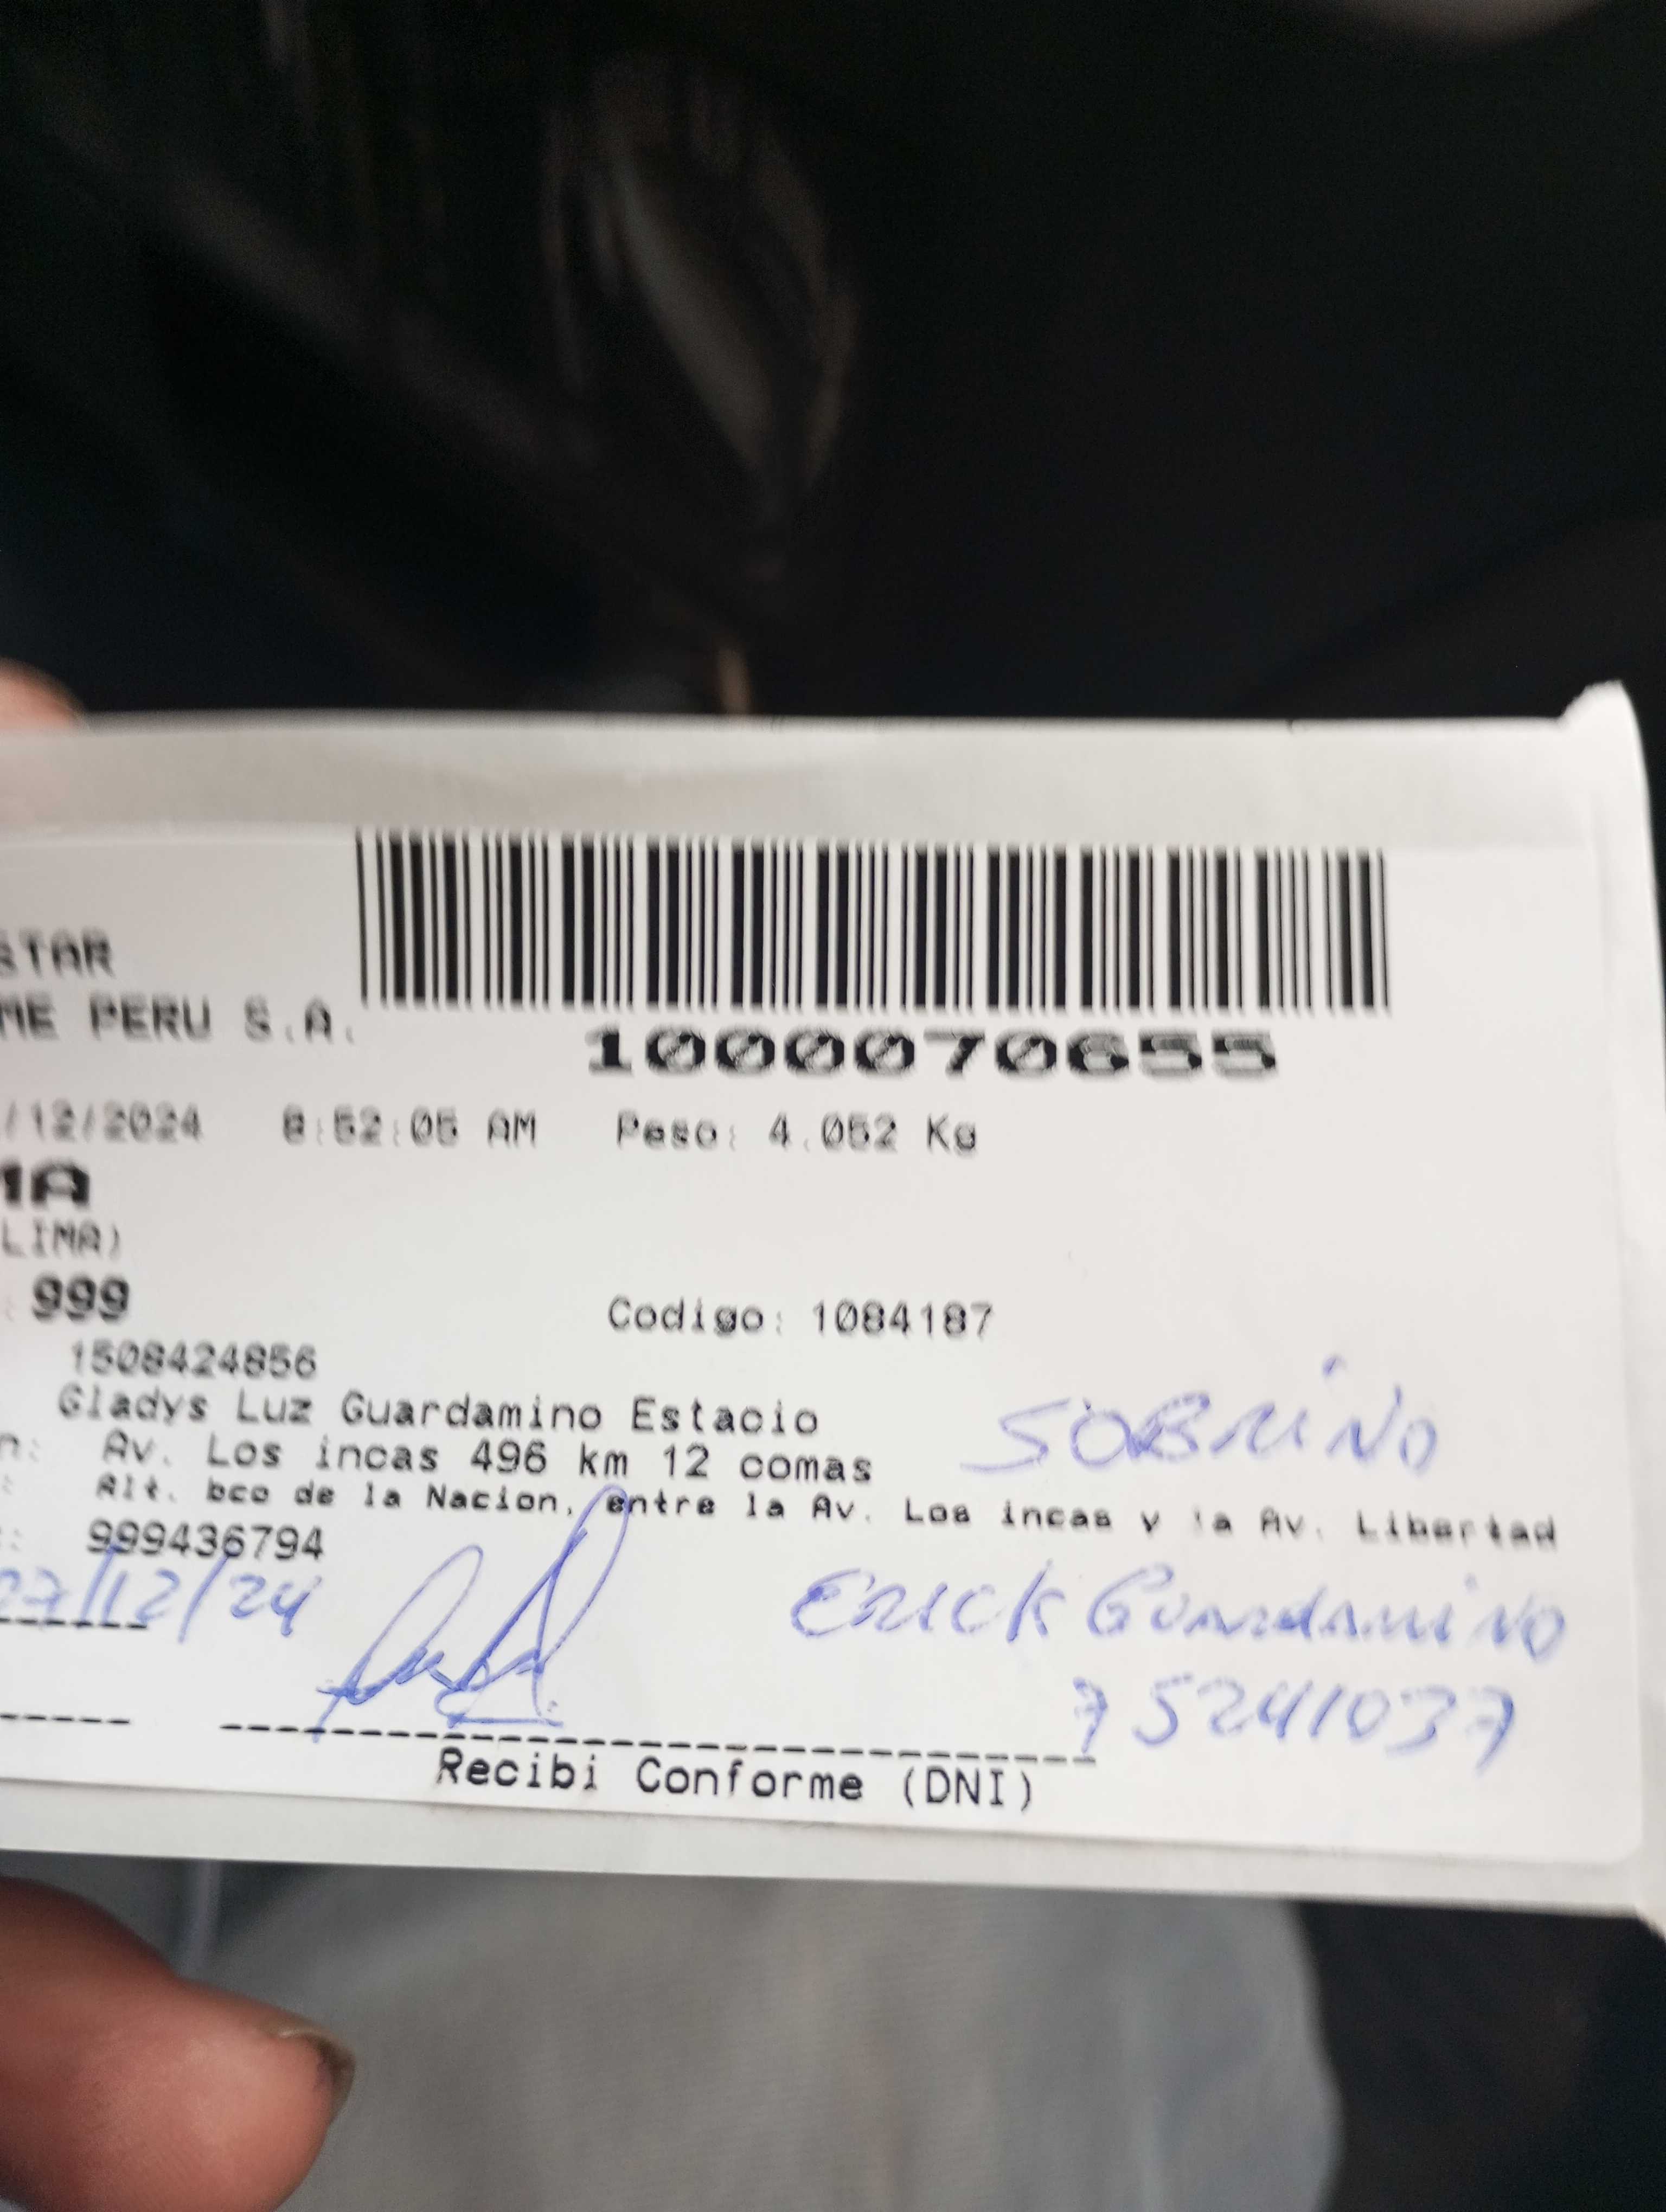 STAR
ME PERU S.A.
1000070655
/12/2024 8:52:05 AM Peso: 4.052 Kg
MA
LIMA)
999
Codigo: 1084187
1508424856
Gladys Luz Guardamino Estacio
SOBRINO
n: Av. Los incas 496 km 12 comas
: Alt. bco de la Nacion, entre la Av. Los incas y la Av. Libertad
: 999436794
27/12/24
ERICK Guardamino
75241037
Recibi Conforme (DNI)